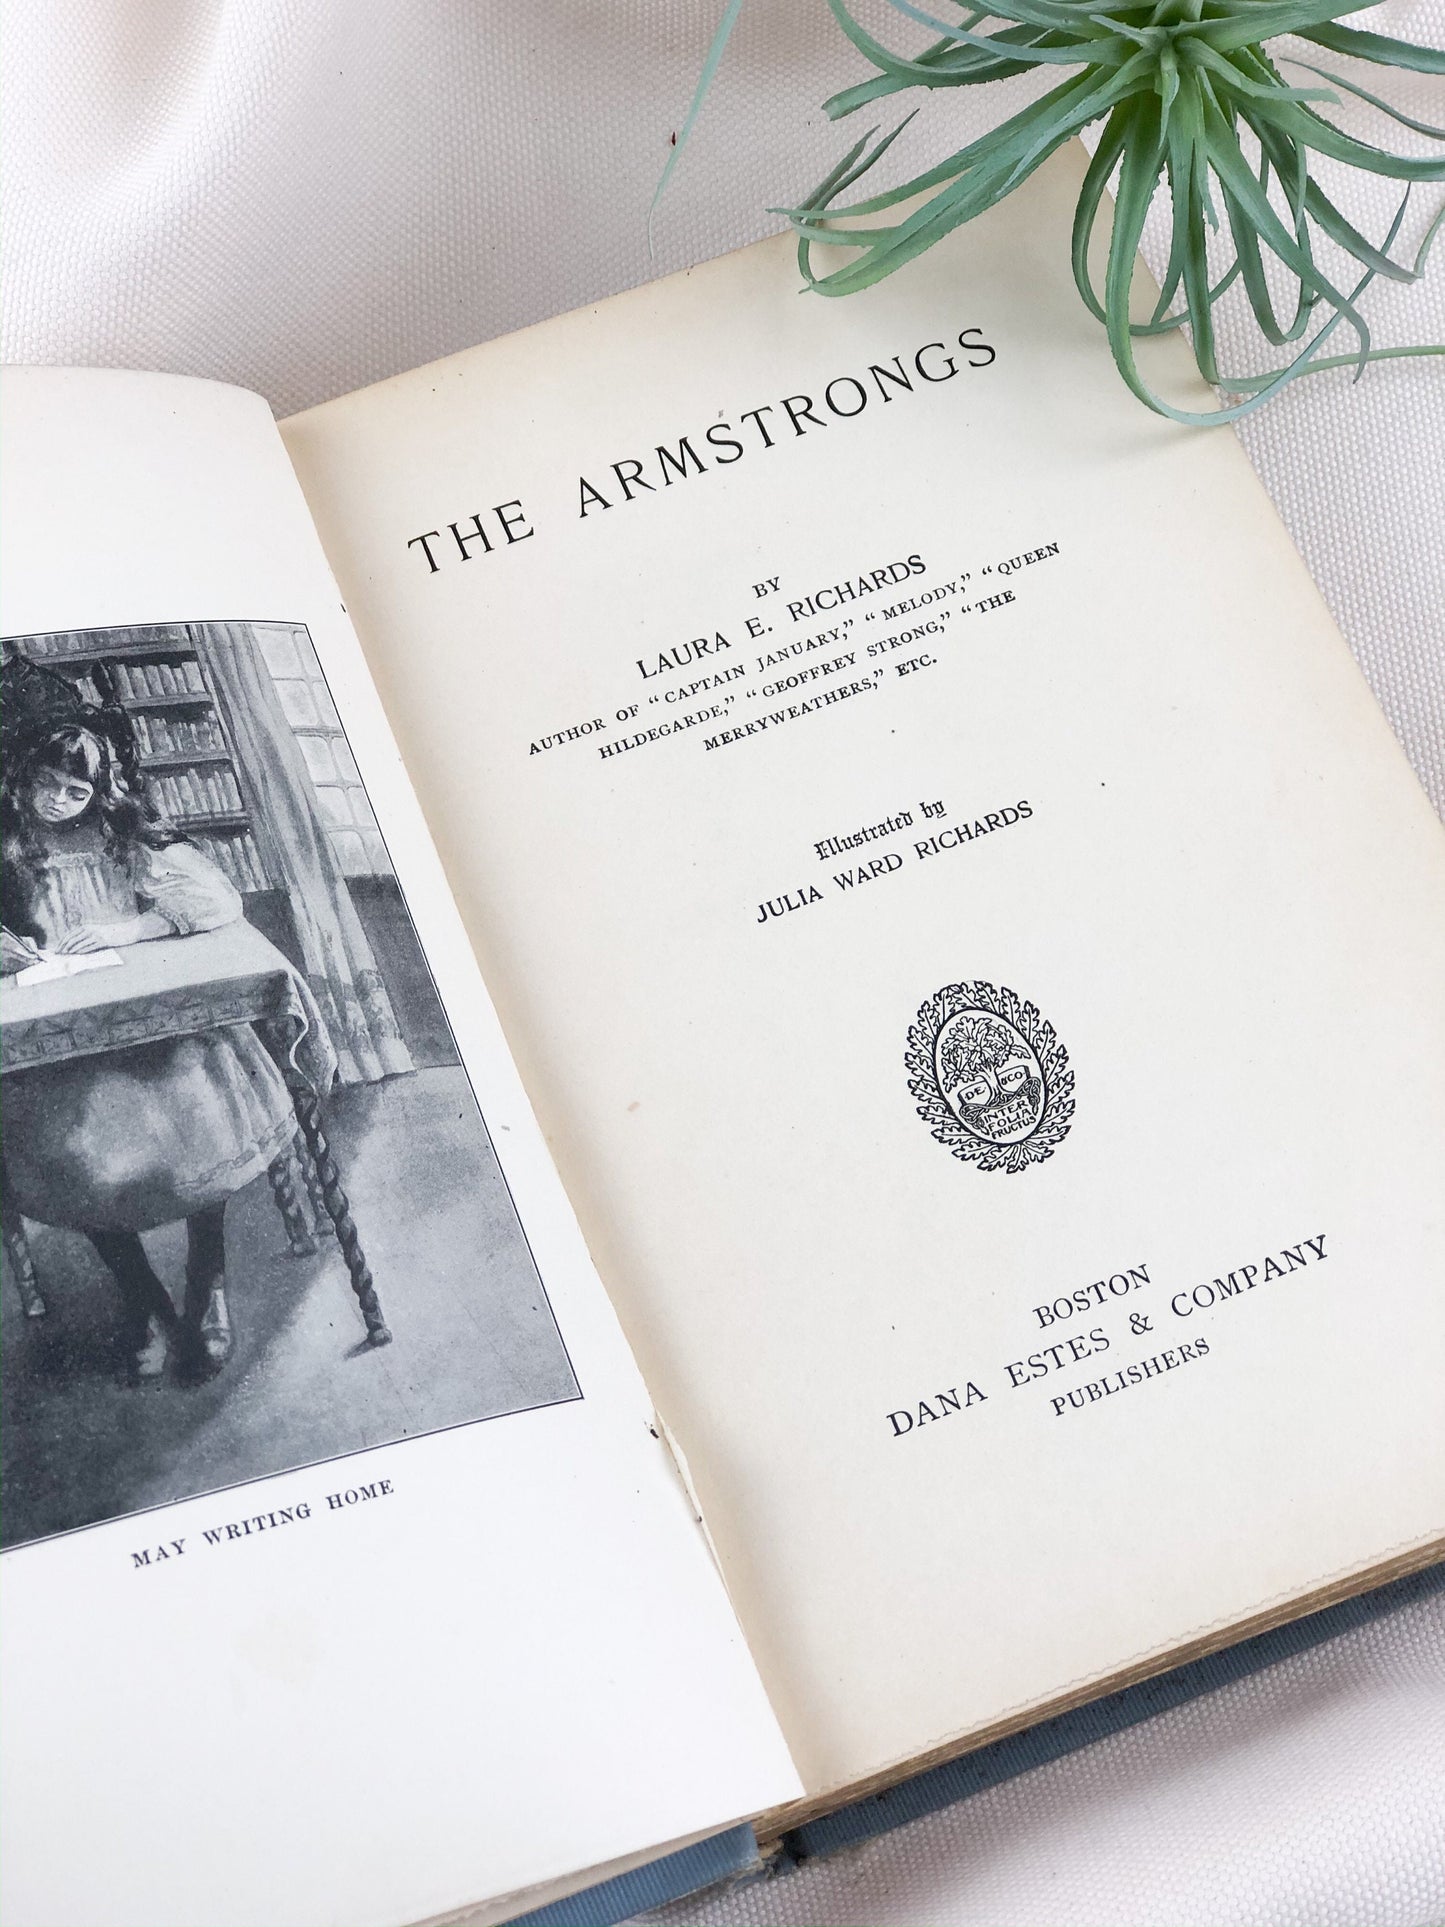 MAY WRITING HOME
THE ARMSTRONGS
BY
LAURA E. RICHARDS
AUTHOR OF “CAPTAIN JANUARY,” “MELODY,” “QUEEN
HILDEGARDE,” “GEOFFREY STRONG,” “THE
MERRYWEATHERS,” ETC.
Illustrated by
JULIA WARD RICHARDS
DE &CO
INTER
FOLIA
FRUCTUS
BOSTON
DANA ESTES & COMPANY
PUBLISHERS